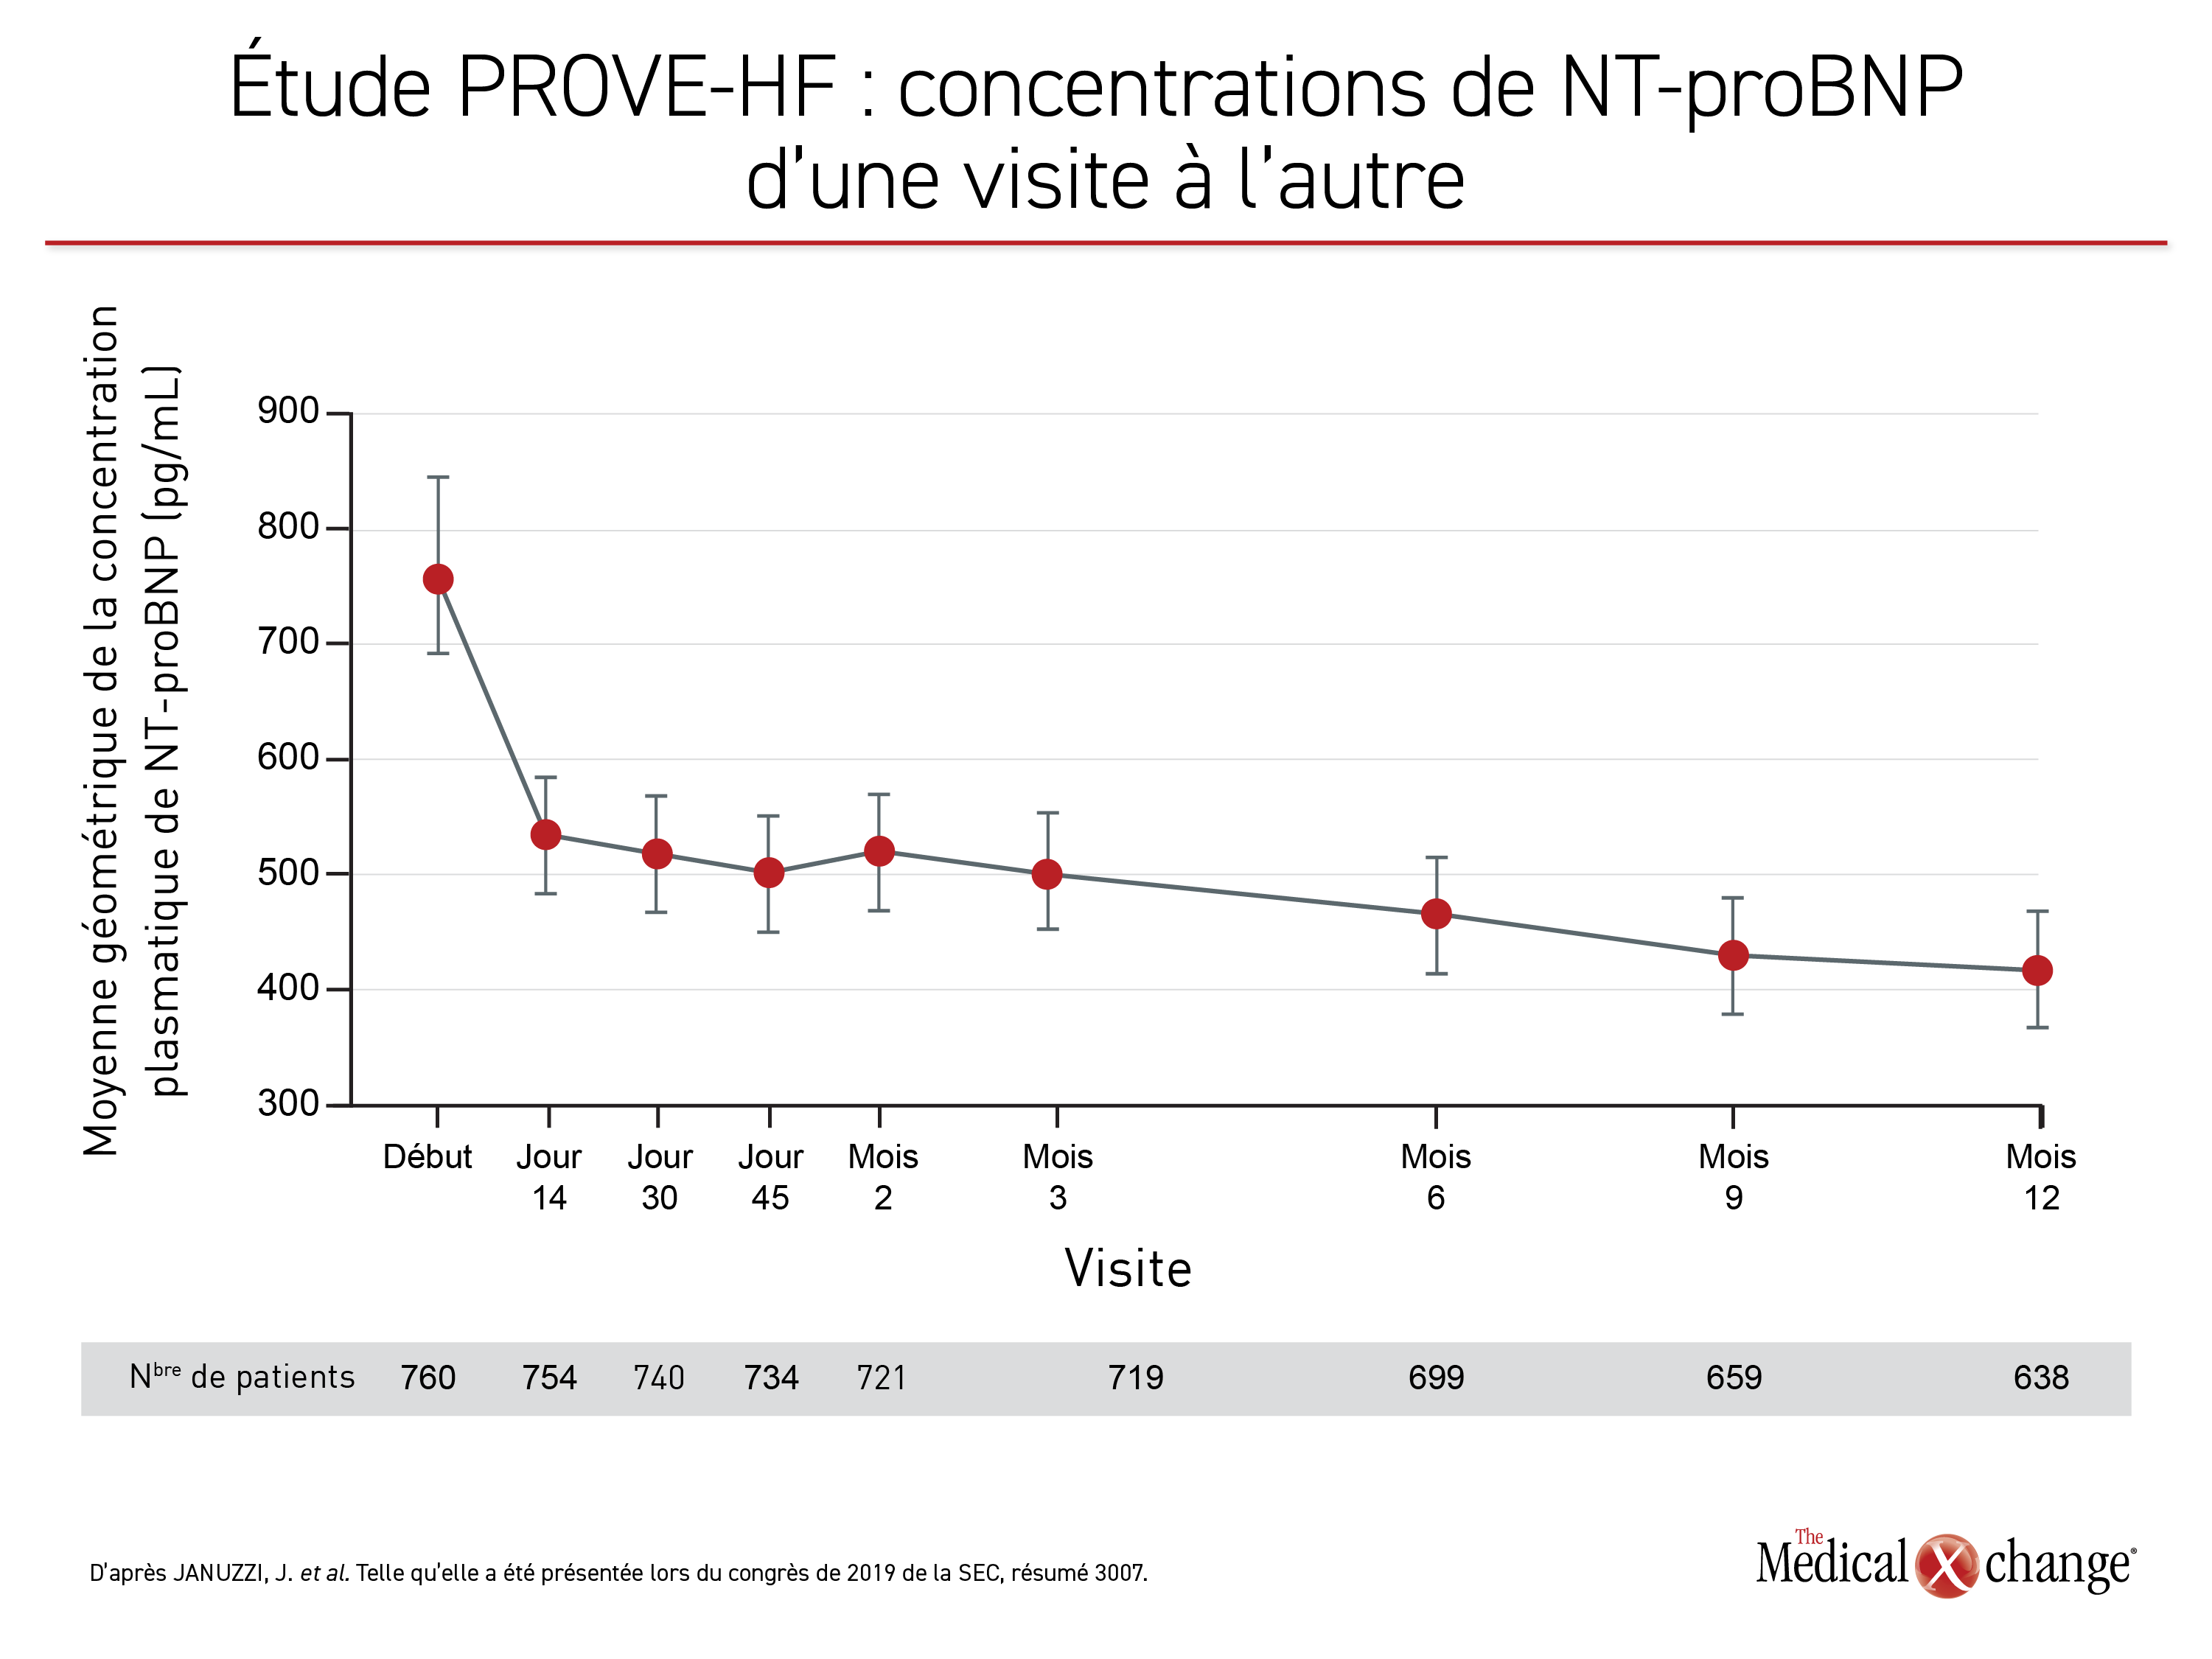 Étude PROVE-HF : concentrations de NT-proBNP
d’une visite à l’autre
Moyenne géométrique de la concentration
plasmatique de NT-proBNP (pg/mL)
900
800
700
600
500
400
300
Début Jour Jour Jour Mois Mois Mois Mois Mois
14 30 45 2 3 6 9 12
Visite
Nbre de patients 760 754 740 734 721 719 699 659 638
D’après JANUZZI, J. et al. Telle qu’elle a été présentée lors du congrès de 2019 de la SEC, résumé 3007.
The
Medical Xchange®